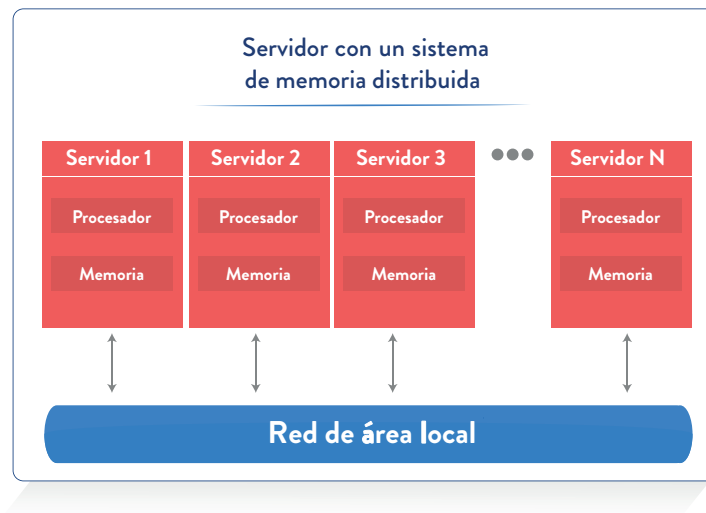 Servidor con un sistema
de memoria distribuida
Servidor 1
Servidor 2
Servidor 3
Servidor N
Procesador
Procesador
Procesador
Procesador
Memoria
Memoria
Memoria
Memoria
Red de área local